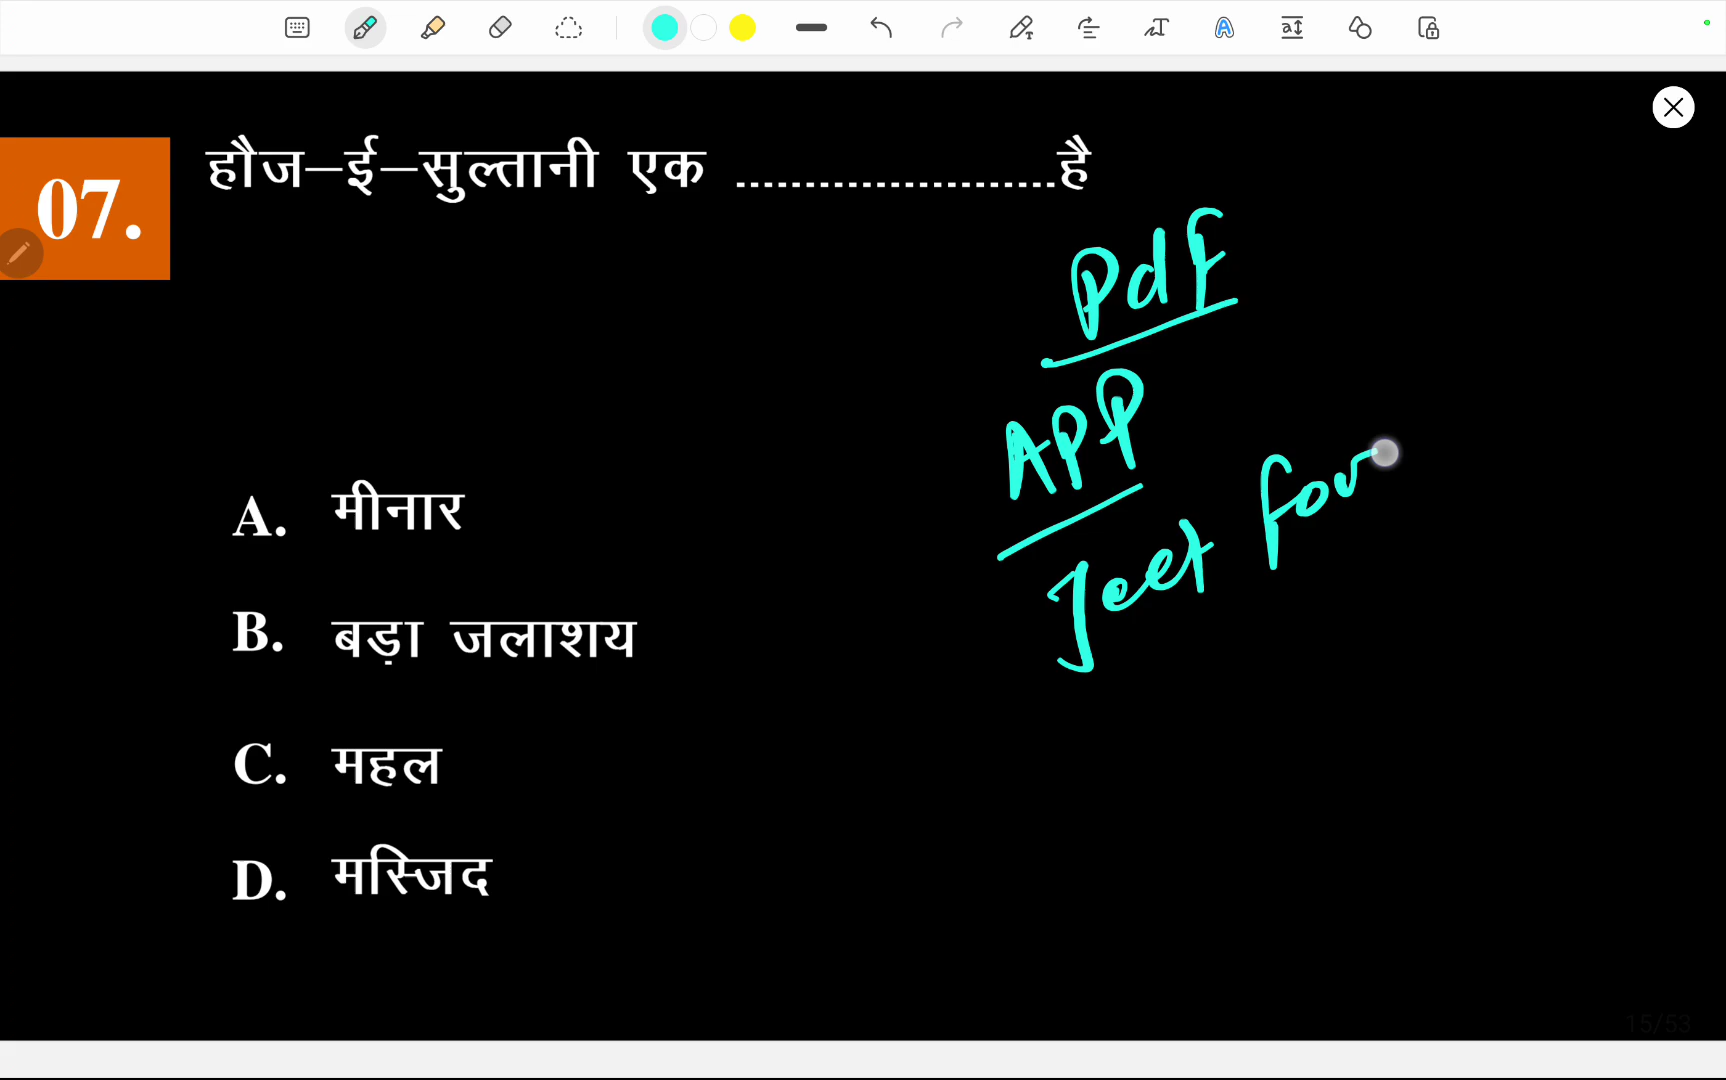 07.
हौज–ई–सुल्तानी एक ........................है
pdf
APP
Jeet for
A. मीनार
B. बड़ा जलाशय
C. महल
D. मस्जिद
15/53